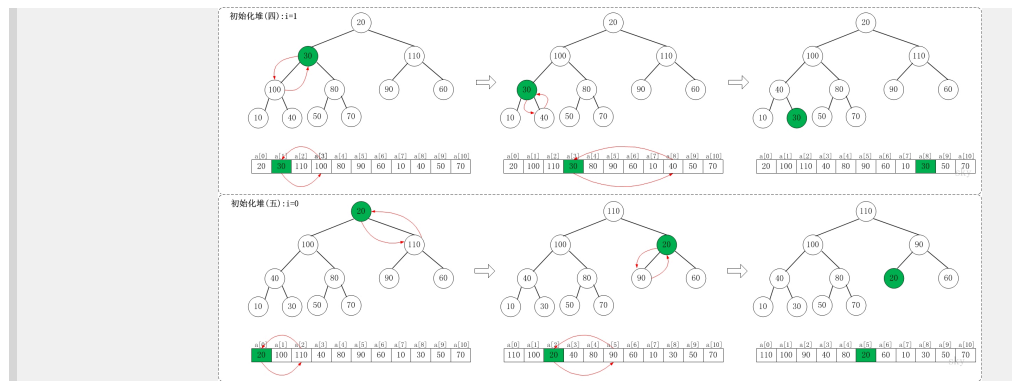 初始化堆(四):i=1
20 20 20
30 110 100 110 100 110
100 80 90 60 30 80 90 60 40 80 90 60
10 40 50 70 10 40 50 70 10 30 50 70
a[0] a[1] a[2] a[3] a[4] a[5] a[6] a[7] a[8] a[9] a[10] a[0] a[1] a[2] a[3] a[4] a[5] a[6] a[7] a[8] a[9] a[10] a[0] a[1] a[2] a[3] a[4] a[5] a[6] a[7] a[8] a[9] a[10]
20 30 110 100 80 90 60 10 40 50 70 20 100 110 30 80 90 60 10 40 50 70 20 100 110 40 80 90 60 10 30 50 70
初始化堆(五):i=0
20 110 110
100 110 100 20 100 90
40 80 90 60 40 80 90 60 40 80 20 60
10 30 50 70 10 30 50 70 10 30 50 70
a[0] a[1] a[2] a[3] a[4] a[5] a[6] a[7] a[8] a[9] a[10] a[0] a[1] a[2] a[3] a[4] a[5] a[6] a[7] a[8] a[9] a[10] a[0] a[1] a[2] a[3] a[4] a[5] a[6] a[7] a[8] a[9] a[10]
20 100 110 40 80 90 60 10 30 50 70 110 100 20 40 80 90 60 10 30 50 70 110 100 90 40 80 20 60 10 30 50 70